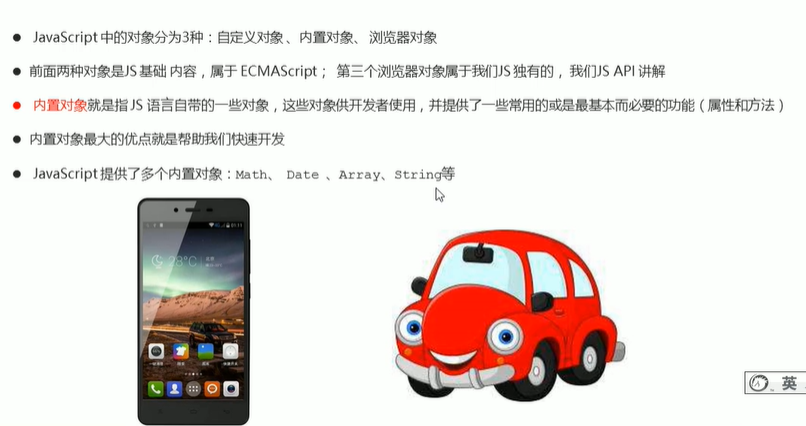 JavaScript 中的对象分为3种：自定义对象 、内置对象、 浏览器对象
前面两种对象是JS 基础 内容，属于 ECMAScript； 第三个浏览器对象属于我们JS 独有的， 我们JS API 讲解
内置对象就是指 JS 语言自带的一些对象，这些对象供开发者使用，并提供了一些常用的或是最基本而必要的功能（属性和方法）
内置对象最大的优点就是帮助我们快速开发
JavaScript 提供了多个内置对象：Math、 Date 、Array、String等
01:11
28°C
英